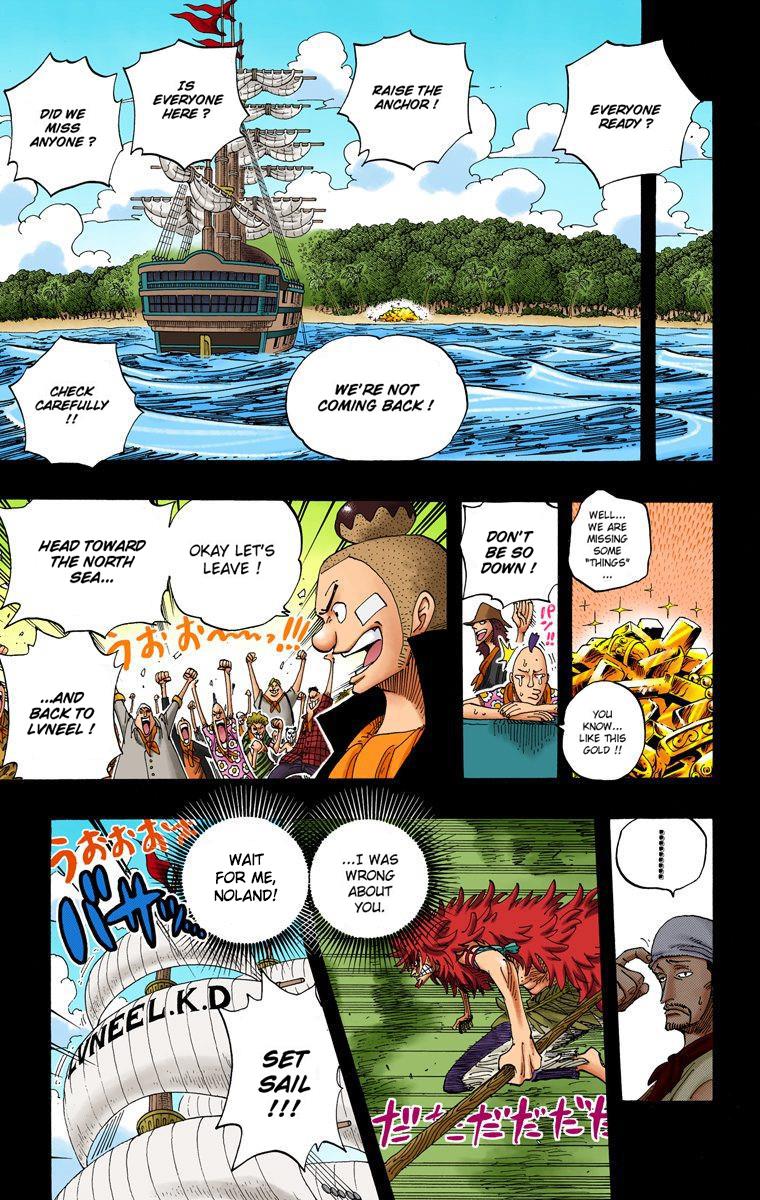 EVERYONE
READY ?
RAISE THE
ANCHOR !
IS
EVERYONE
HERE ?
DID WE
MISS
ANYONE ?
WE'RE NOT
COMING BACK !
CHECK
CAREFULLY
!!
WELL...
WE ARE
MISSING
SOME
"THINGS"
...
YOU
KNOW...
LIKE THIS
GOLD !!
DON'T
BE SO
DOWN !
パン!!
OKAY LET'S
LEAVE !
HEAD TOWARD
THE NORTH
SEA...
...AND
BACK TO
LVNEEL !
うおお〜〜っ!!!
...I WAS
WRONG
ABOUT
YOU.
WAIT
FOR ME,
NOLAND!
だだだだだだ
うおおおお
バサッ...
LVNEEL.K.D
SET
SAIL
!!!